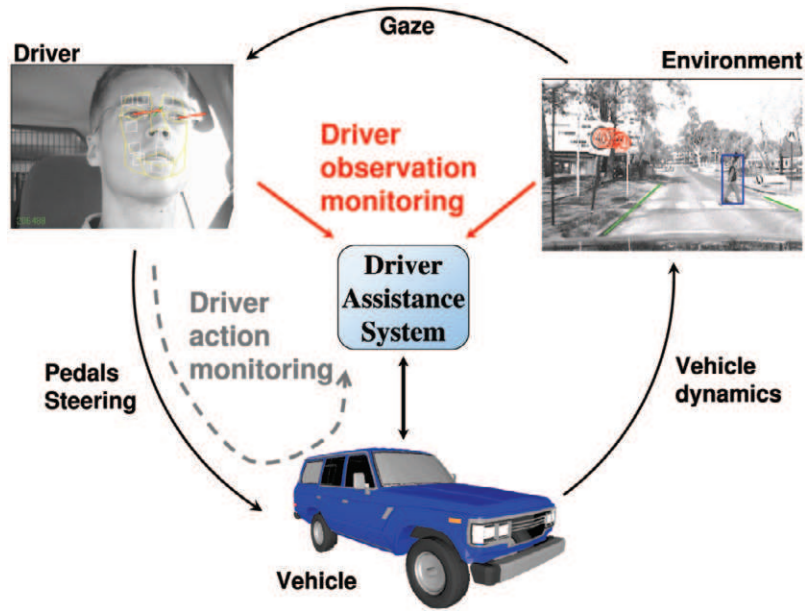 Gaze
Driver
Environment
Driver
observation
monitoring
Driver
Assistance
System
Driver
action
monitoring
Pedals
Steering
Vehicle
dynamics
Vehicle